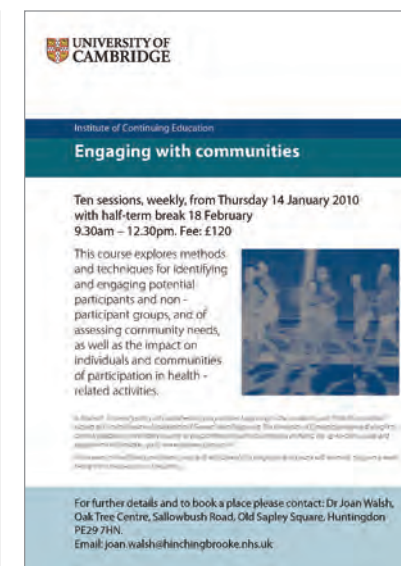 UNIVERSITY OF
CAMBRIDGE
Institute of Continuing Education
Engaging with communities
Ten sessions, weekly, from Thursday 14 January 2010
with half-term break 18 February
9.30am – 12.30pm. Fee: £120
This course explores methods
and techniques for identifying
and engaging potential
participants and non -
participant groups, and of
assessing community needs,
as well as the impact on
individuals and communities
of participation in health -
related activities.
For further details and to book a place please contact: Dr Joan Walsh,
Oak Tree Centre, Sallowbush Road, Old Sapley Square, Huntingdon
PE29 7HN.
Email: joan.walsh@hinchingbrooke.nhs.uk